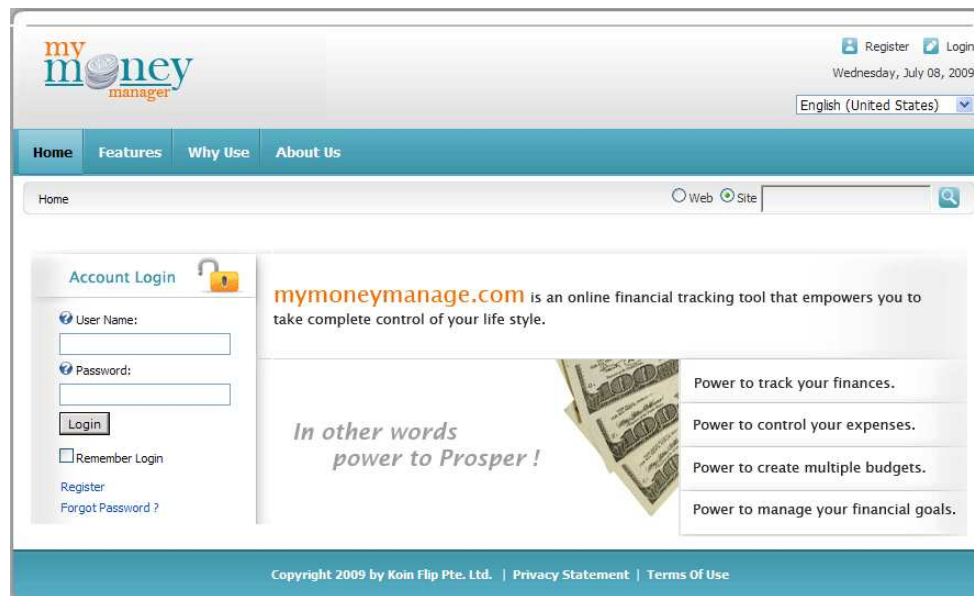 my
money
manager
Register Login
Wednesday, July 08, 2009
English (United States)
Home Features Why Use About Us
Home Web Site
Account Login
User Name:
Password:
Login
Remember Login
Register
Forgot Password ?
mymoneymanage.com is an online financial tracking tool that empowers you to
take complete control of your life style.
In other words
power to Prosper !
100
100
100
Power to track your finances.
Power to control your expenses.
Power to create multiple budgets.
Power to manage your financial goals.
Copyright 2009 by Koin Flip Pte. Ltd. | Privacy Statement | Terms Of Use